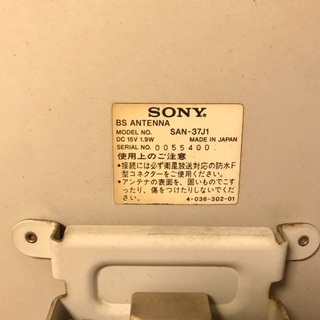 SONY
BS ANTENNA
MODEL NO. SAN-37J1
DC 15V 1.9W MADE IN JAPAN
SERIAL NO. 0055400
使用上のご注意
•接続には必ず衛星放送対応の防水F
型コネクターをご使用ください。
•アンテナの表面を、固いものでこす
ったり、傷をつけたりしないでくだ
さい。
4-036-302-01